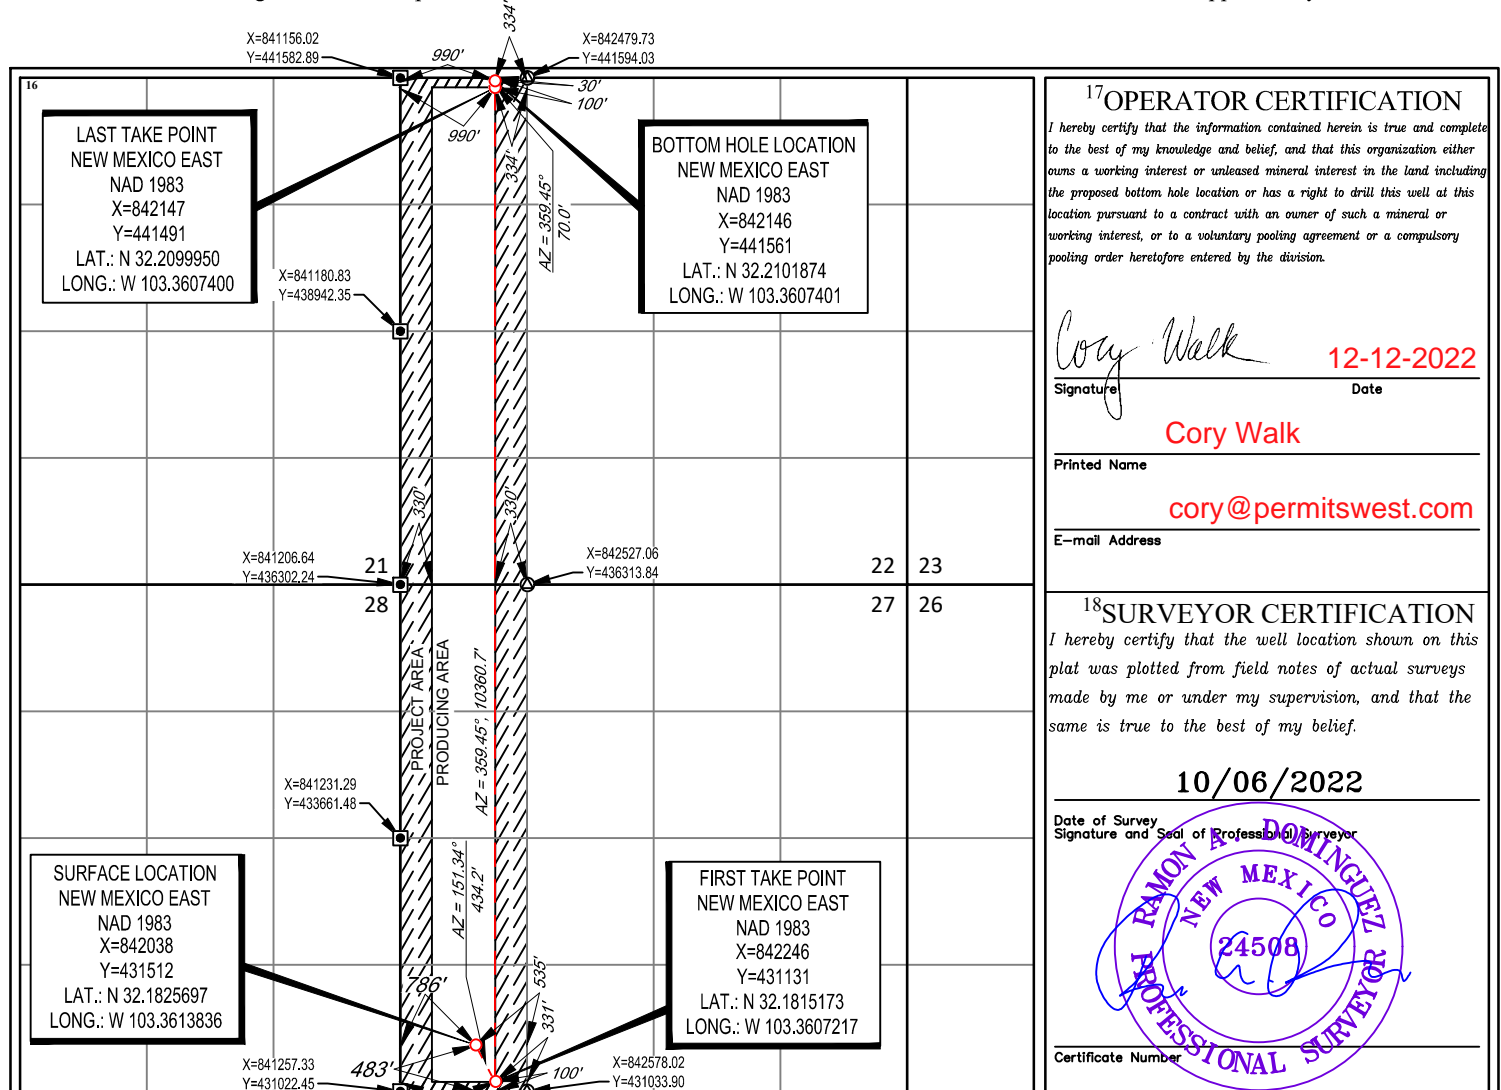 334'
X=841156.02
Y=441582.89
990'
X=842479.73
Y=441594.03
16
30'
100'
990'
334'
AZ = 359.45°
70.0'
LAST TAKE POINT
NEW MEXICO EAST
NAD 1983
X=842147
Y=441491
LAT.: N 32.2099950
LONG.: W 103.3607400
BOTTOM HOLE LOCATION
NEW MEXICO EAST
NAD 1983
X=842146
Y=441561
LAT.: N 32.2101874
LONG.: W 103.3607401
X=841180.83
Y=438942.35
330'
330'
X=841206.64
Y=436302.24
21
28
X=842527.06
Y=436313.84
22
23
27
26
PROJECT AREA
PRODUCING AREA
AZ = 359.45°, 10360.7'
X=841231.29
Y=433661.48
AZ = 151.34°
434.2'
SURFACE LOCATION
NEW MEXICO EAST
NAD 1983
X=842038
Y=431512
LAT.: N 32.1825697
LONG.: W 103.3613836
FIRST TAKE POINT
NEW MEXICO EAST
NAD 1983
X=842246
Y=431131
LAT.: N 32.1815173
LONG.: W 103.3607217
786'
535'
331'
X=841257.33
Y=431022.45
483'
100'
X=842578.02
Y=431033.90
17OPERATOR CERTIFICATION
I hereby certify that the information contained herein is true and complete
to the best of my knowledge and belief, and that this organization either
owns a working interest or unleased mineral interest in the land including
the proposed bottom hole location or has a right to drill this well at this
location pursuant to a contract with an owner of such a mineral or
working interest, or to a voluntary pooling agreement or a compulsory
pooling order heretofore entered by the division.
Cory Walk
12-12-2022
Signature
Date
Cory Walk
Printed Name
cory@permitswest.com
E-mail Address
18SURVEYOR CERTIFICATION
I hereby certify that the well location shown on this
plat was plotted from field notes of actual surveys
made by me or under my supervision, and that the
same is true to the best of my belief.
10/06/2022
Date of Survey
Signature and Seal of Professional Surveyor
RAMON A. DOMINGUEZ
NEW MEXICO
24508
PROFESSIONAL SURVEYOR
Certificate Number